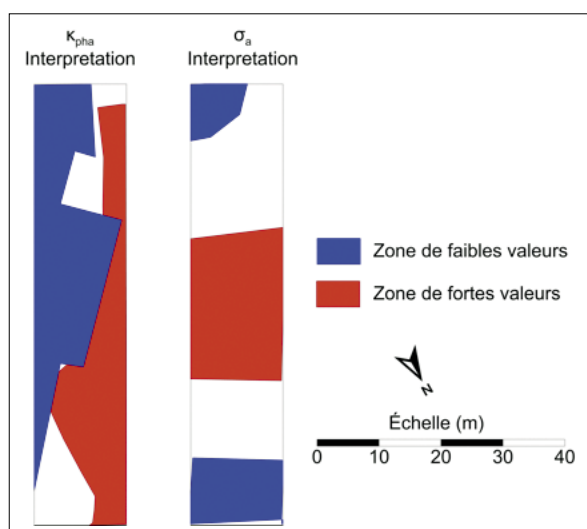 κpha
Interpretation
σa
Interpretation
Zone de faibles valeurs
Zone de fortes valeurs
N
Échelle (m)
0 10 20 30 40